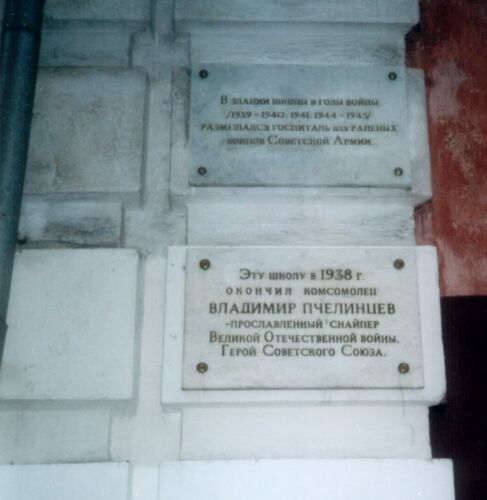 В здании школы в годы войны
/1939-1940; 1941, 1944-1945/
размещался госпиталь для раненых
воинов Советской Армии.
Эту школу в 1938 г.
окончил комсомолец
ВЛАДИМИР ПЧЕЛИНЦЕВ
-прославленный снайпер
Великой Отечественной войны.
Герой Советского Союза.